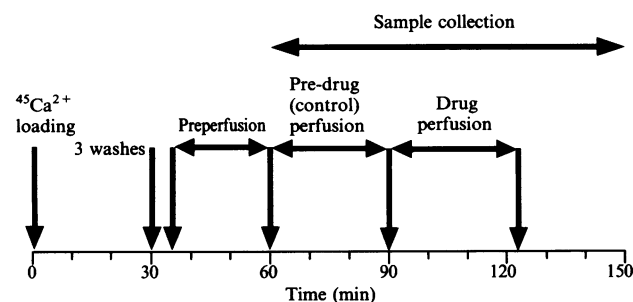 Sample collection
Pre-drug
(control)
perfusion
Drug
perfusion
⁴⁵Ca²⁺
loading
3 washes
Preperfusion
0 30 60 90 120 150
Time (min)